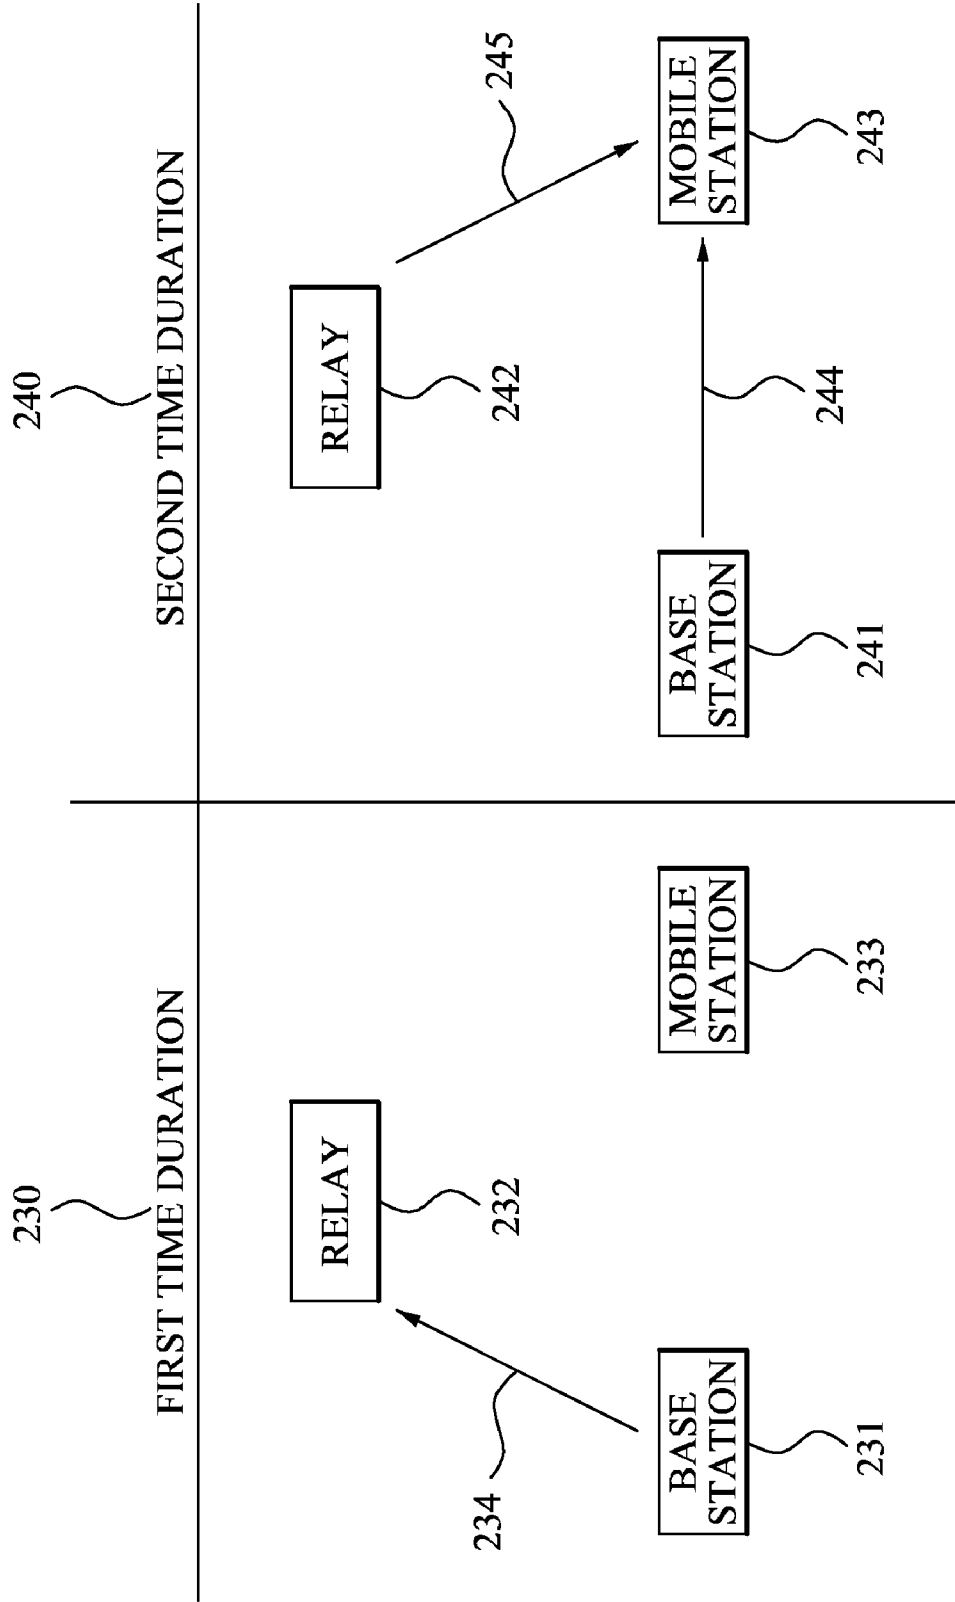 230
240
FIRST TIME DURATION
SECOND TIME DURATION
RELAY
232
234
BASE
STATION
231
MOBILE
STATION
233
RELAY
242
245
BASE
STATION
241
244
MOBILE
STATION
243